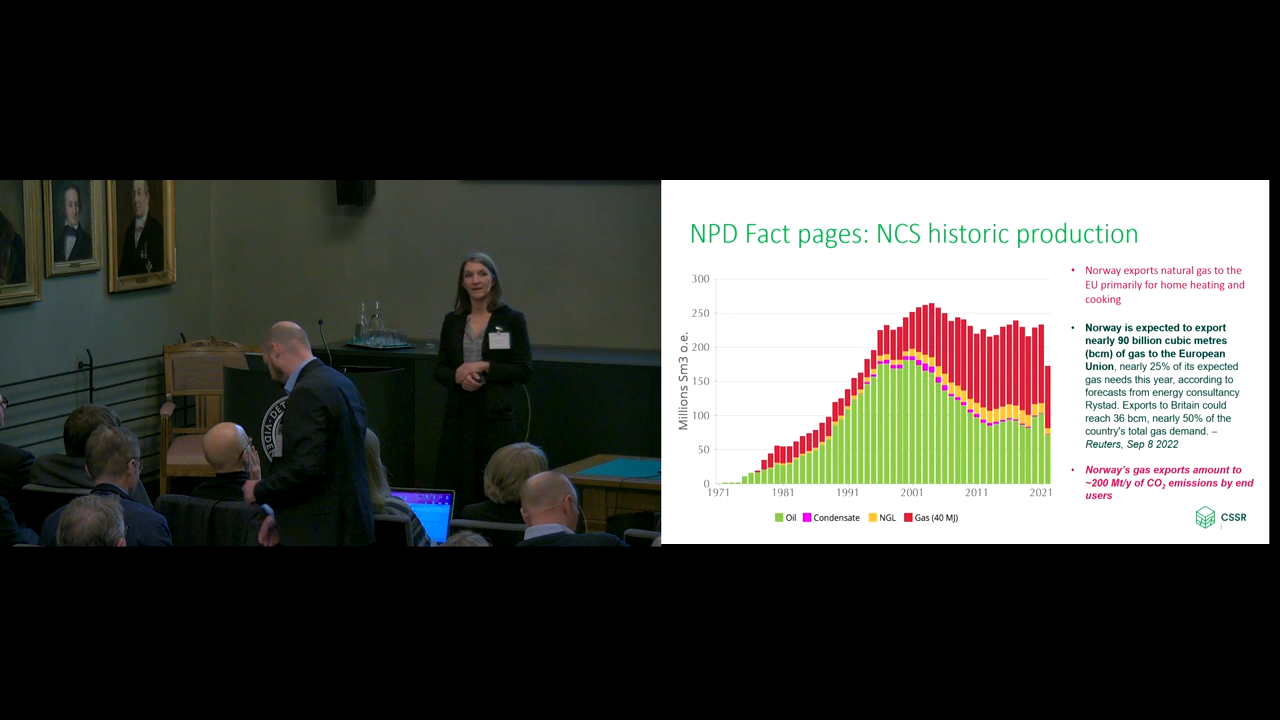 NPD Fact pages: NCS historic production
300
250
200
150
100
50
0
Millions Sm3 o.e.
1971
1981
1991
2001
2011
2021
Oil
Condensate
NGL
Gas (40 MJ)
• Norway exports natural gas to the
EU primarily for home heating and
cooking
• Norway is expected to export
nearly 90 billion cubic metres
(bcm) of gas to the European
Union, nearly 25% of its expected
gas needs this year, according to
forecasts from energy consultancy
Rystad. Exports to Britain could
reach 36 bcm, nearly 50% of the
country's total gas demand. –
Reuters, Sep 8 2022
• Norway's gas exports amount to
~200 Mt/y of CO2 emissions by end
users
CSSR